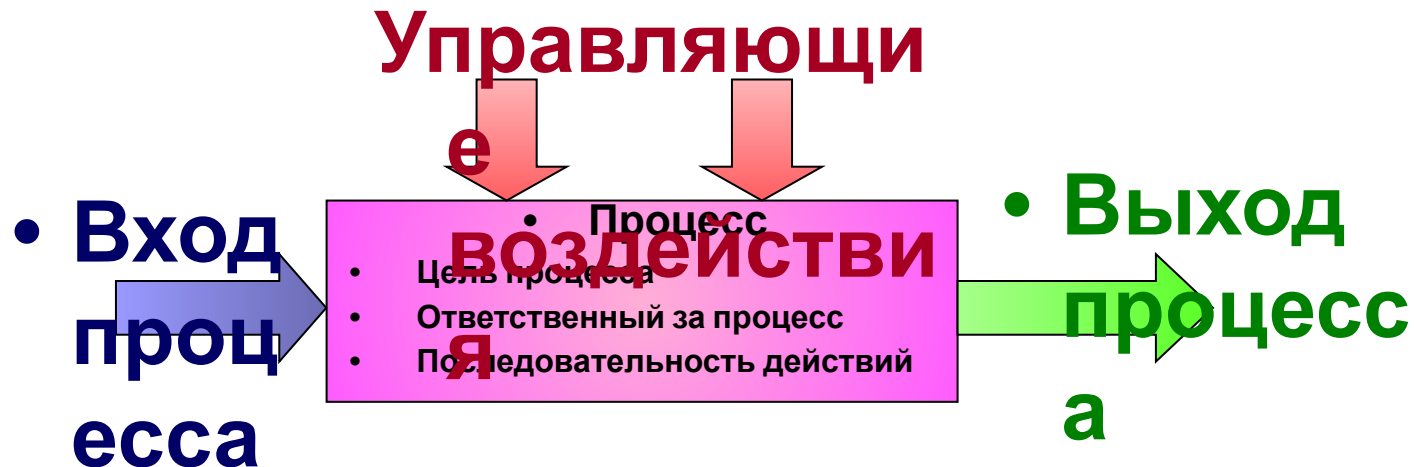 Управляющи
е
воздействи
я
• Вход
проц
есса
• Процесс
• Цель процесса
• Ответственный за процесс
• Последовательность действий
• Выход
процесс
а